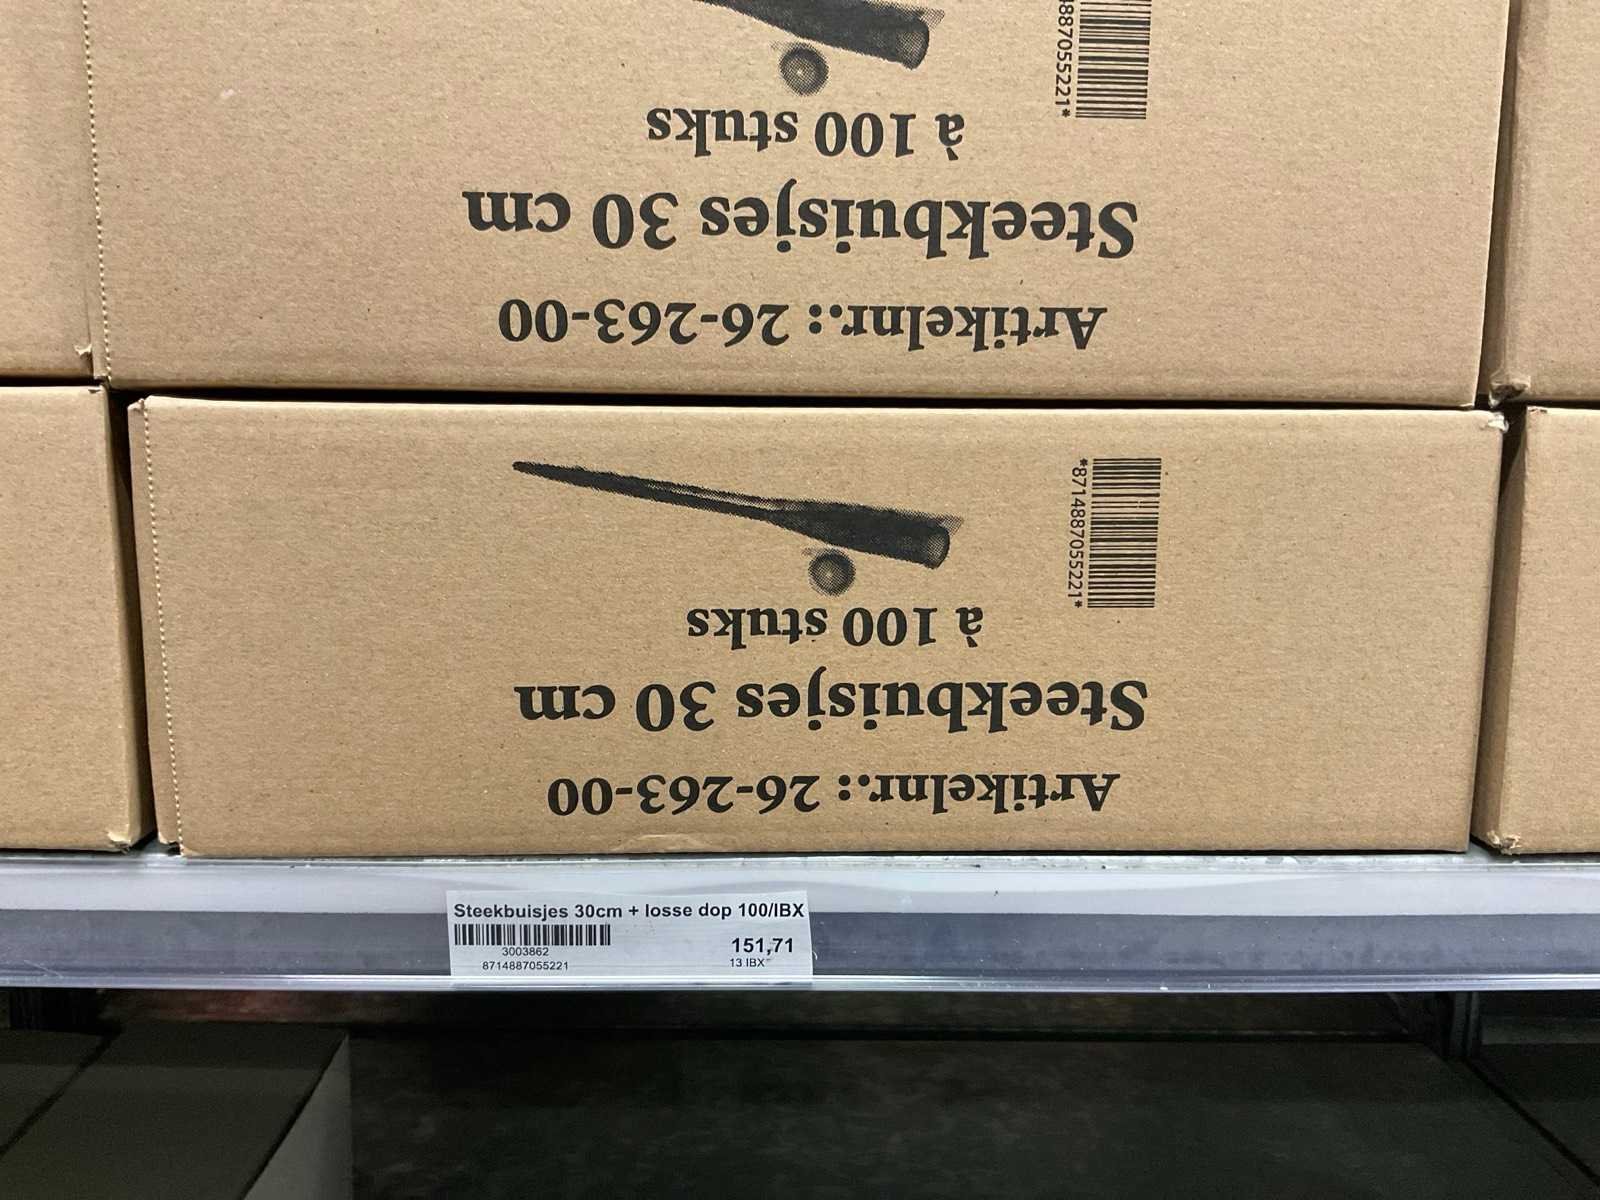 Artikelnr.: 26-263-00
Steekbuisjes 30 cm
à 100 stuks
887055221*
Artikelnr.: 26-263-00
Steekbuisjes 30 cm
à 100 stuks
*8714887055221*
Steekbuisjes 30cm + losse dop 100/IBX
3003862
8714887055221
151,71
13 IBX